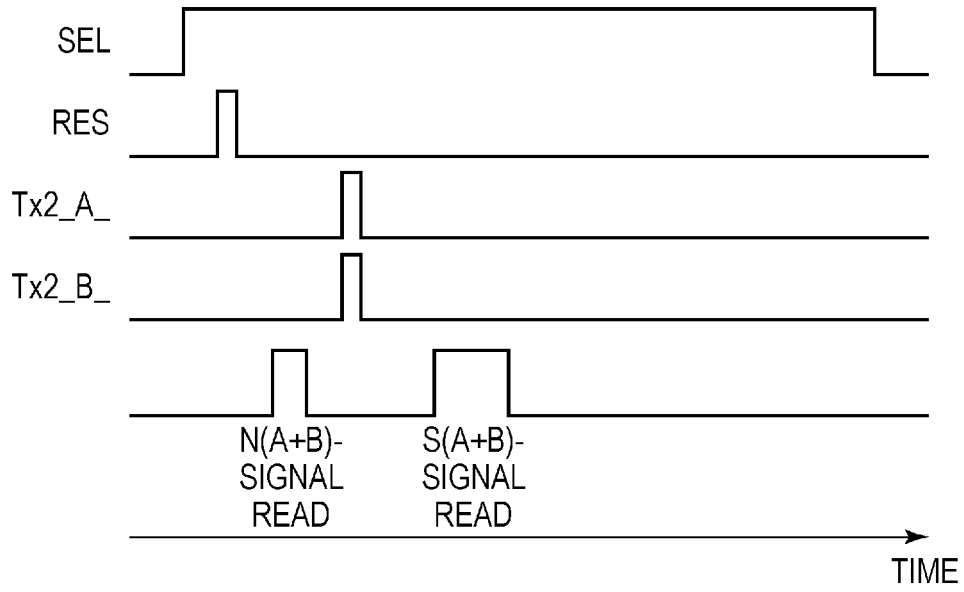 SEL
RES
Tx2_A_
Tx2_B_
N(A+B)- S(A+B)-
SIGNAL SIGNAL
READ READ
TIME